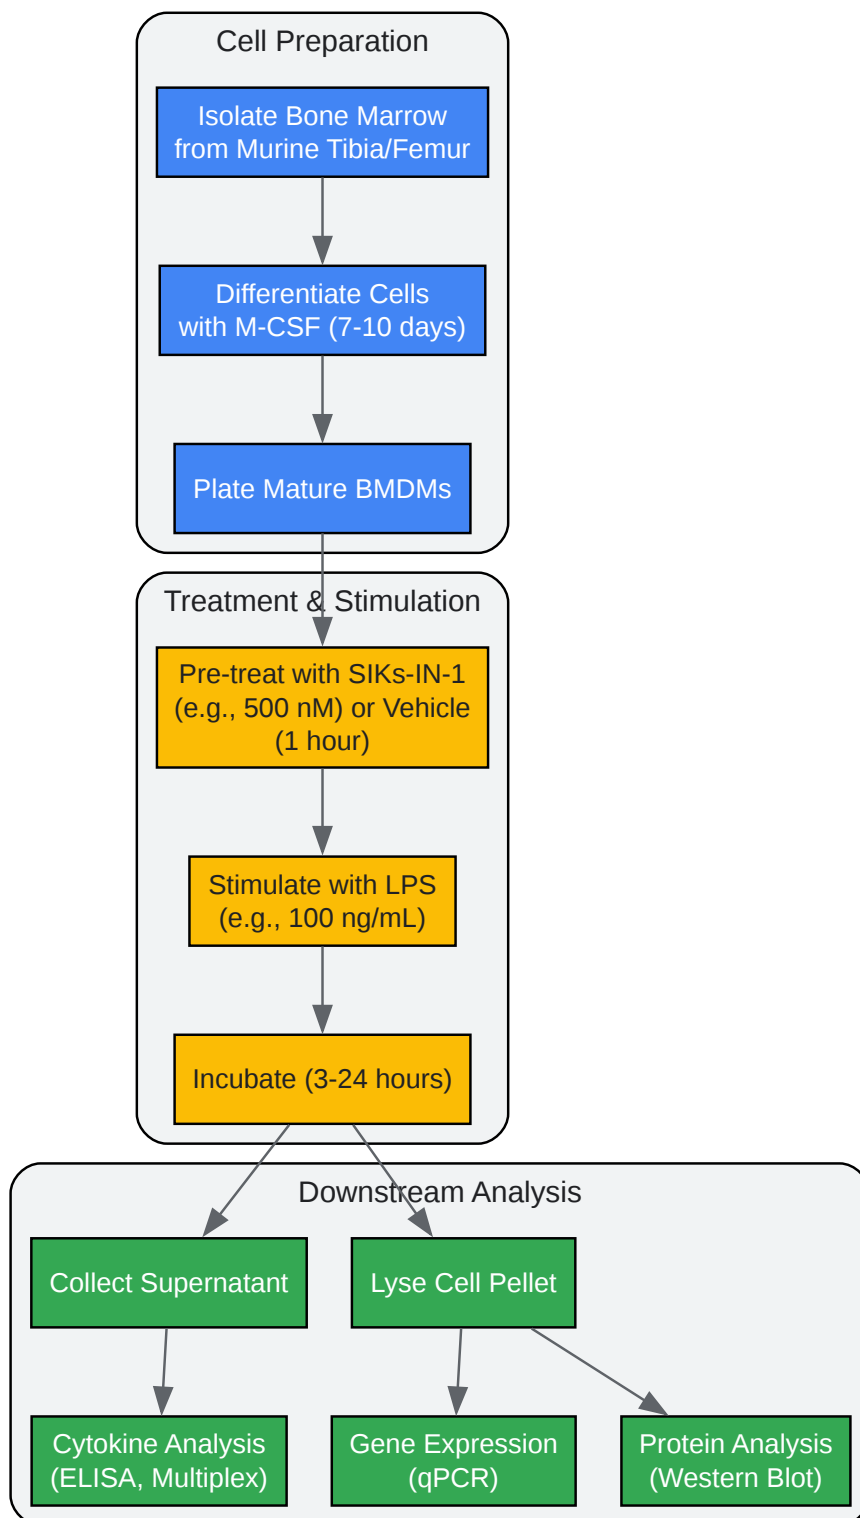 Cell Preparation
Isolate Bone Marrow
from Murine Tibia/Femur
Differentiate Cells
with M-CSF (7-10 days)
Plate Mature BMDMs
Treatment & Stimulation
Pre-treat with SIKs-IN-1
(e.g., 500 nM) or Vehicle
(1 hour)
Stimulate with LPS
(e.g., 100 ng/mL)
Incubate (3-24 hours)
Downstream Analysis
Collect Supernatant
Lyse Cell Pellet
Cytokine Analysis
(ELISA, Multiplex)
Gene Expression
(qPCR)
Protein Analysis
(Western Blot)